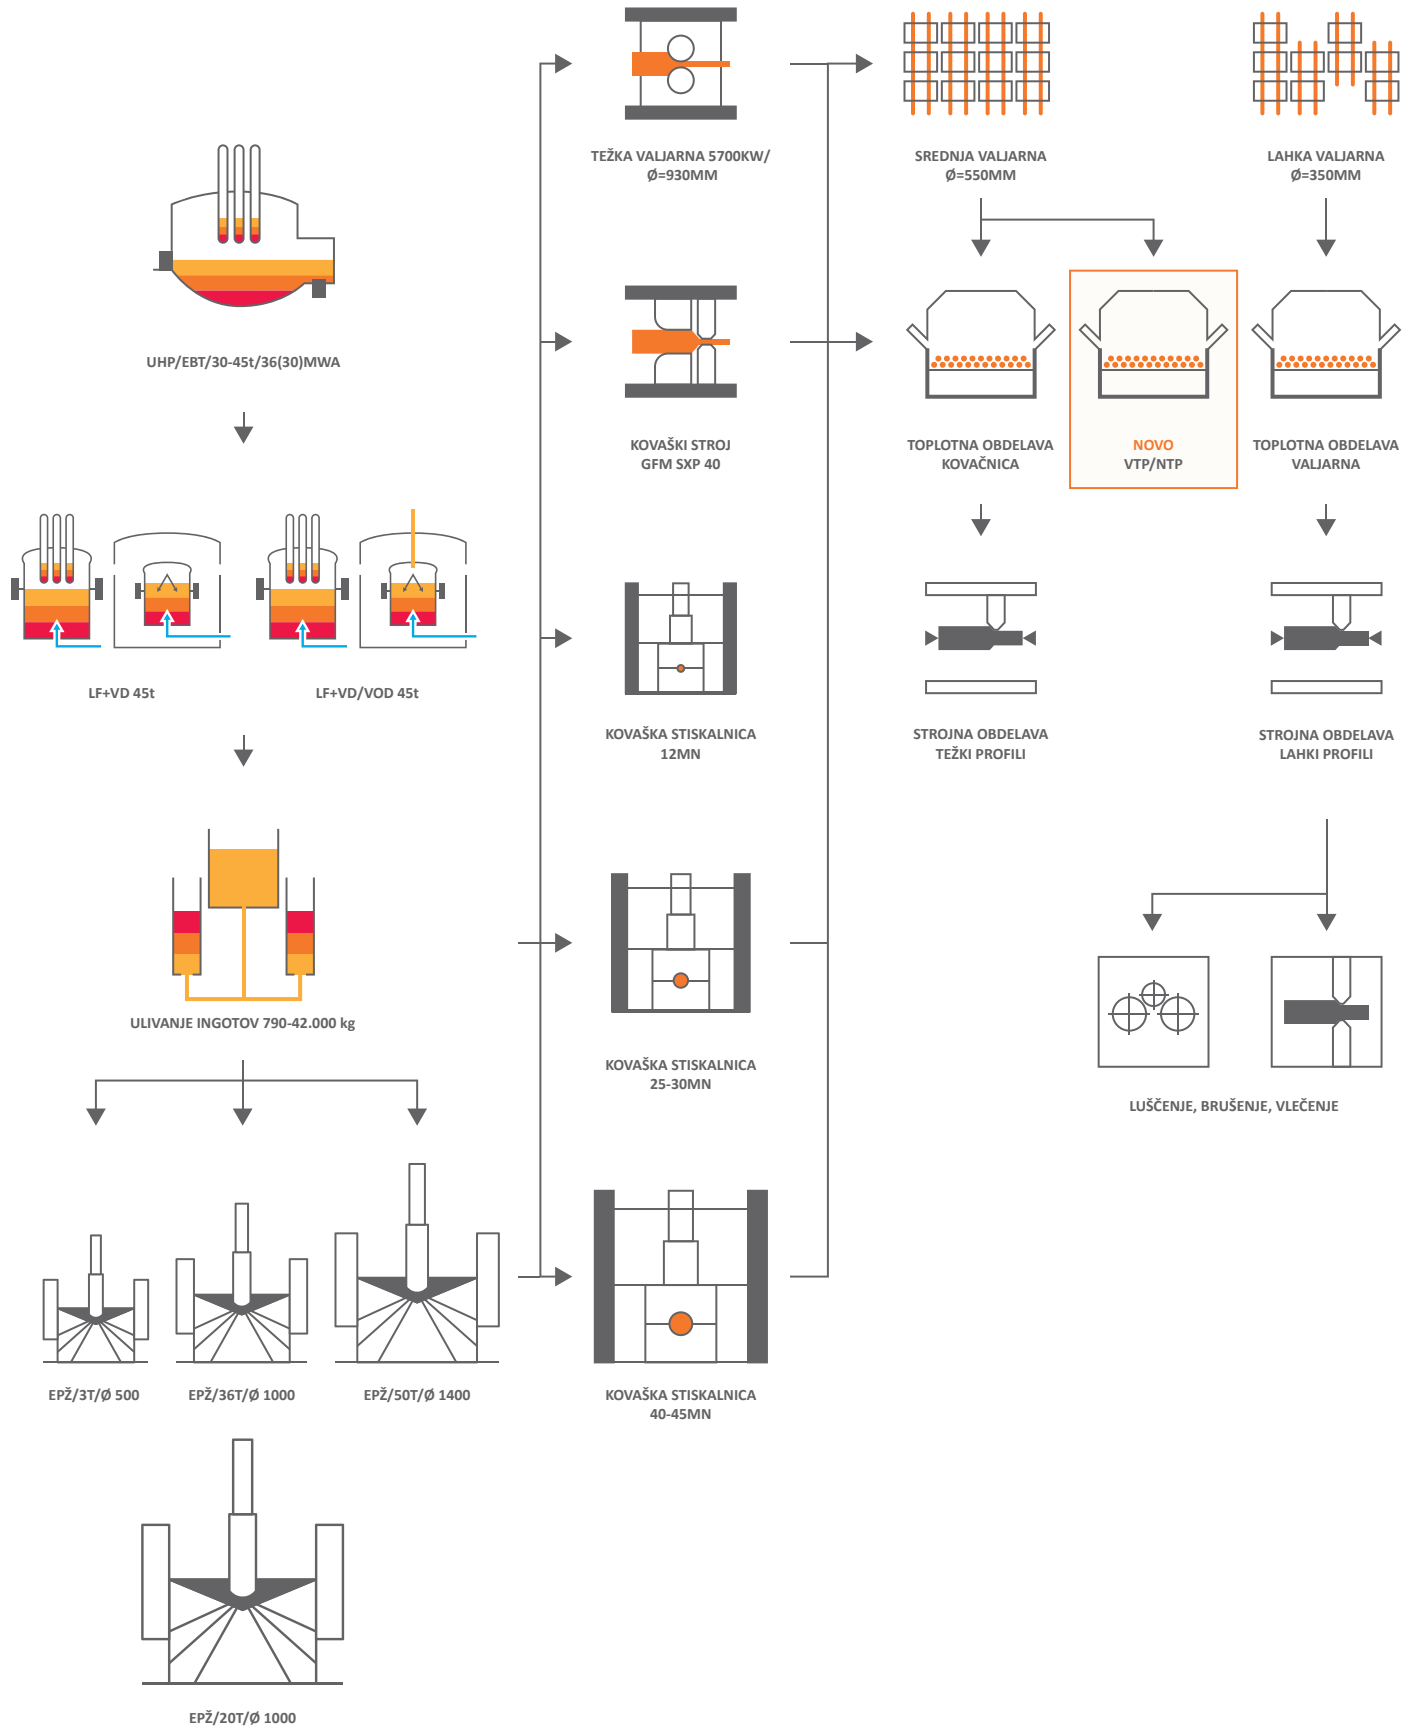 UHP/EBT/30-45t/36(30)MWA
LF+VD 45t
LF+VD/VOD 45t
ULIVANJE INGOTOV 790-42.000 kg
EPŽ/3T/Ø 500
EPŽ/36T/Ø 1000
EPŽ/50T/Ø 1400
EPŽ/20T/Ø 1000
TEŽKA VALJARNA 5700KW/
Ø=930MM
KOVAŠKI STROJ
GFM SXP 40
KOVAŠKA STISKALNICA
12MN
KOVAŠKA STISKALNICA
25-30MN
KOVAŠKA STISKALNICA
40-45MN
SREDNJA VALJARNA
Ø=550MM
LAHKA VALJARNA
Ø=350MM
TOPLOTNA OBDELAVA
KOVAČNICA
NOVO
VTP/NTP
TOPLOTNA OBDELAVA
VALJARNA
STROJNA OBDELAVA
TEŽKI PROFILI
STROJNA OBDELAVA
LAHKI PROFILI
LUŠČENJE, BRUŠENJE, VLEČENJE